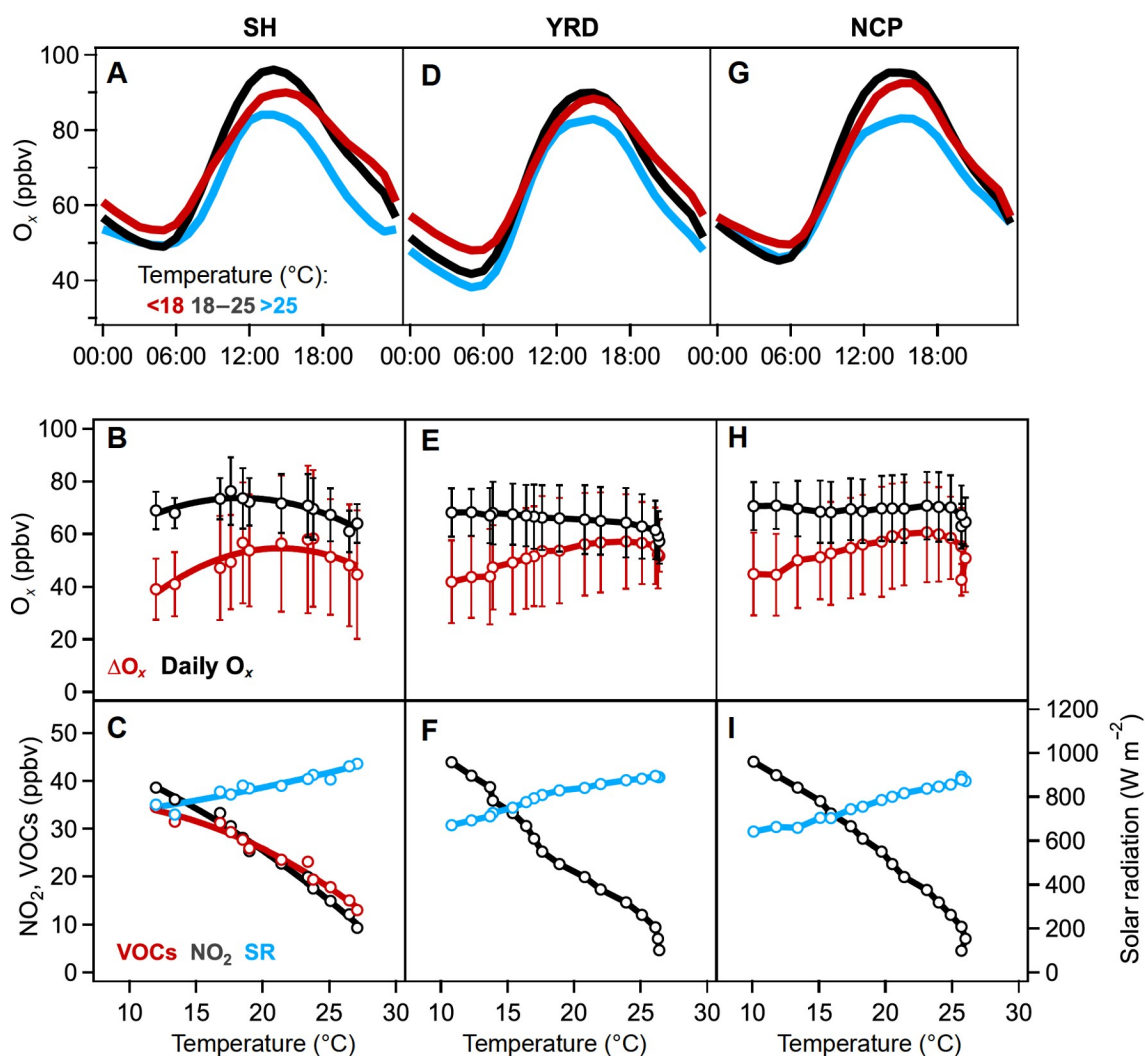 SH YRD NCP
A D G
100
80
60
40
Oₓ (ppbv)
Temperature (°C):
<18 18–25 >25
00:00 06:00 12:00 18:00 00:00 06:00 12:00 18:00 00:00 06:00 12:00 18:00
B E H
100
80
60
40
20
0
Oₓ (ppbv)
ΔOₓ Daily Oₓ
C F I
50
40
30
20
10
0
NO₂, VOCs (ppbv)
VOCs NO₂ SR
1200
1000
800
600
400
200
0
Solar radiation (W m⁻²)
10 15 20 25 30 10 15 20 25 30 10 15 20 25 30
Temperature (°C) Temperature (°C) Temperature (°C)